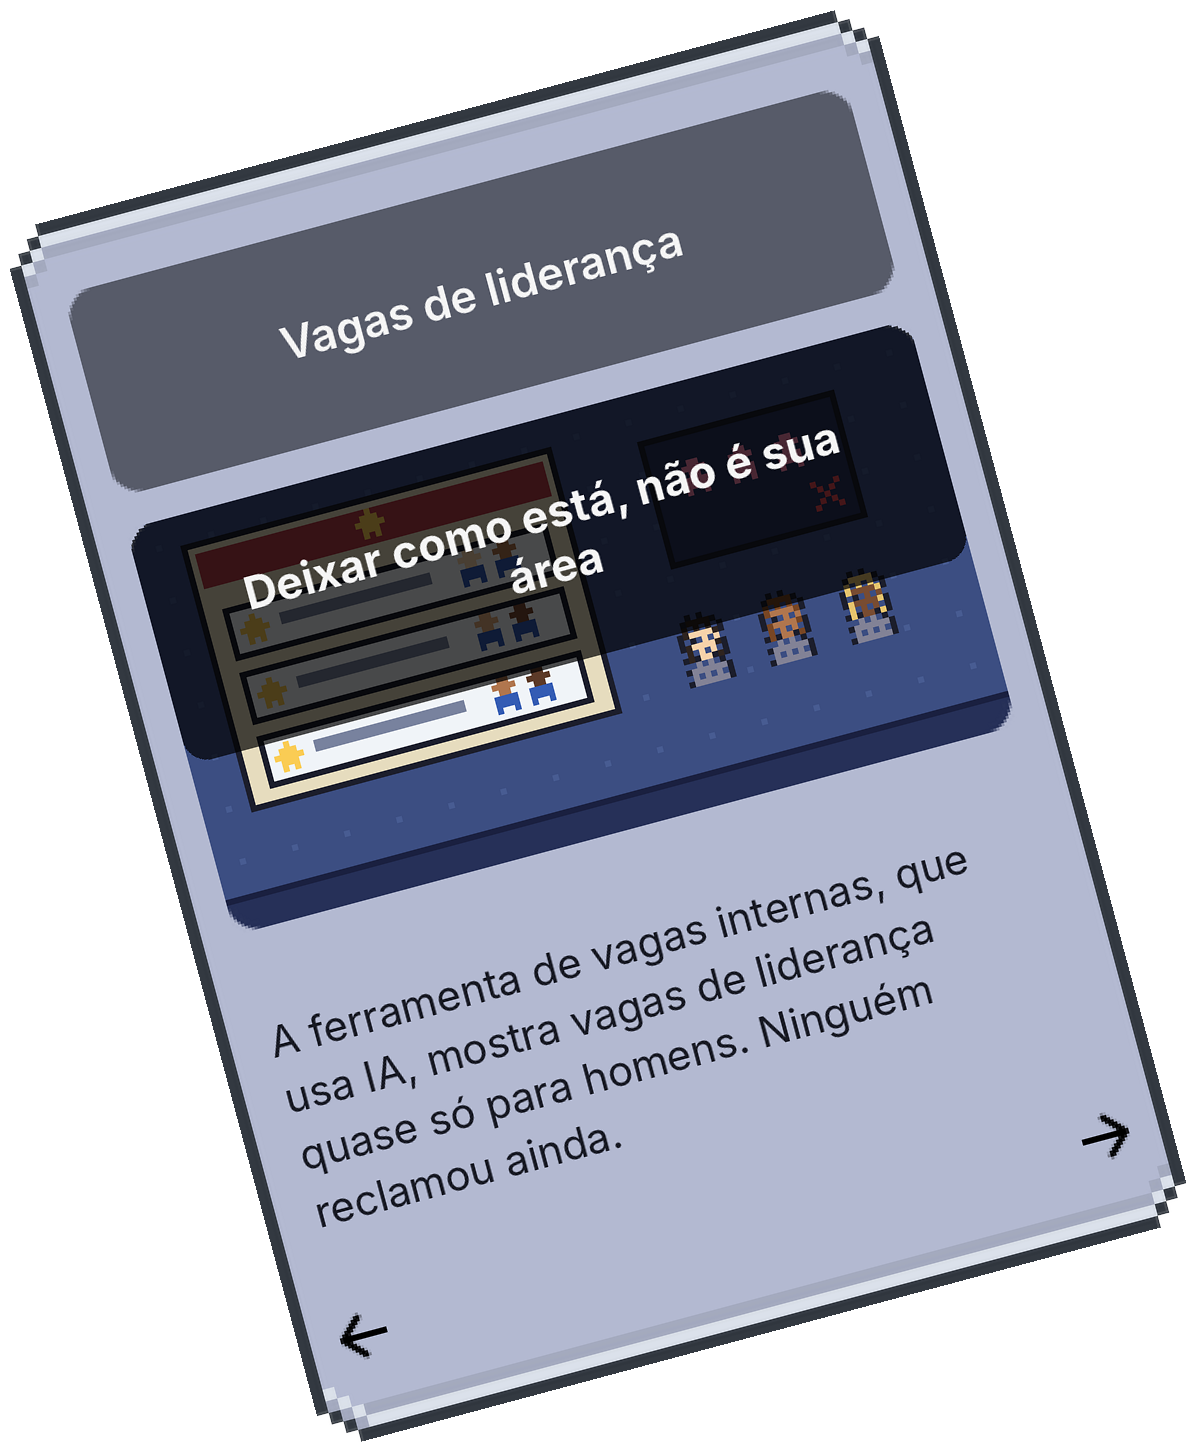 Vagas de liderança
Deixar como está, não é sua
área
A ferramenta de vagas internas, que
usa IA, mostra vagas de liderança
quase só para homens. Ninguém
reclamou ainda.